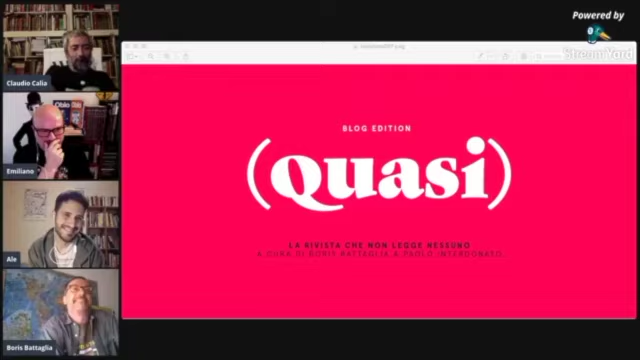 Powered by
StreamYard
Claudio Calia
Emiliano
Ale
Boris Battaglia
BLOG EDITION
(quasi)
LA RIVISTA CHE NON LEGGE NESSUNO
A CURA DI BORIS BATTAGLIA & PAOLO INTERDONATO